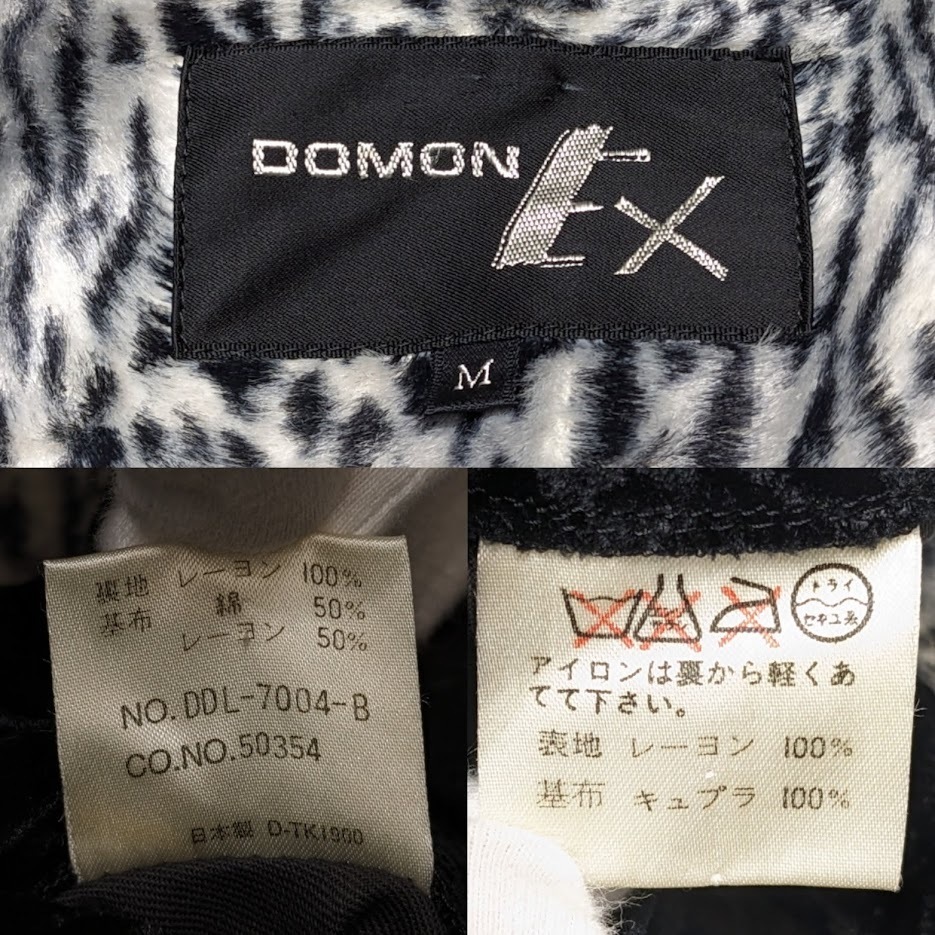 DOMON Ex
M
裏地 レーヨン 100%
基布 綿 50%
レーヨン 50%
NO. DDL-7004-B
CO.NO. 50354
日本製 D-TK1900
ドライ
セキユ系
アイロンは裏から軽くあ
てて下さい。
表地 レーヨン 100%
基布 キュプラ 100%